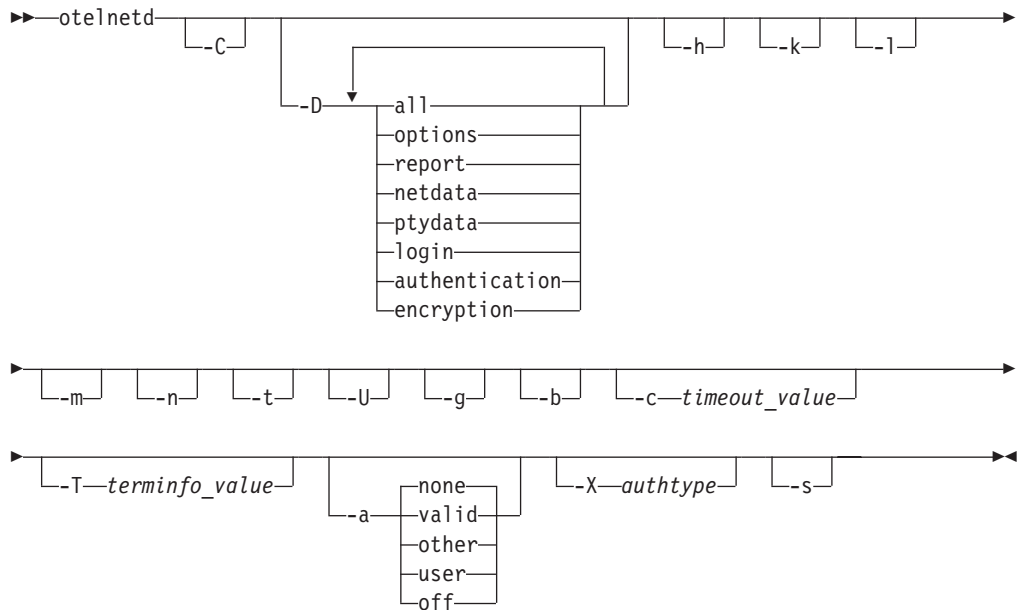 otelnetd -C -D all -h -k -l
options
report
netdata
ptydata
login
authentication
encryption
-m -n -t -U -g -b -c timeout_value
-T terminfo_value -a none -X authtype -s
valid
other
user
off